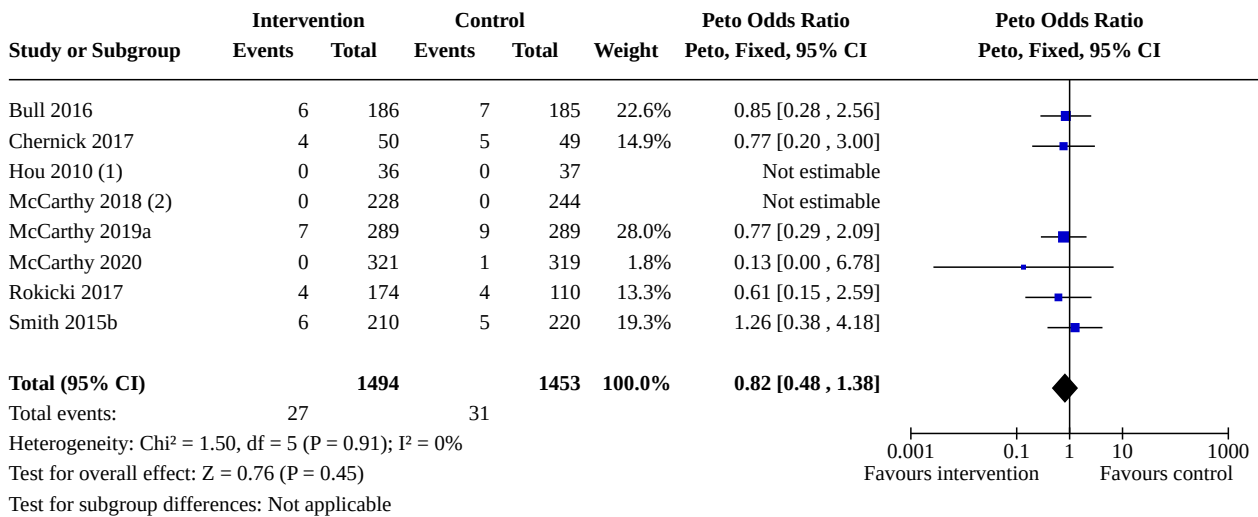 Intervention Control Peto Odds Ratio Peto Odds Ratio
Study or Subgroup Events Total Events Total Weight Peto, Fixed, 95% CI Peto, Fixed, 95% CI
Bull 2016 6 186 7 185 22.6% 0.85 [0.28 , 2.56]
Chernick 2017 4 50 5 49 14.9% 0.77 [0.20 , 3.00]
Hou 2010 (1) 0 36 0 37 Not estimable
McCarthy 2018 (2) 0 228 0 244 Not estimable
McCarthy 2019a 7 289 9 289 28.0% 0.77 [0.29 , 2.09]
McCarthy 2020 0 321 1 319 1.8% 0.13 [0.00 , 6.78]
Rokicki 2017 4 174 4 110 13.3% 0.61 [0.15 , 2.59]
Smith 2015b 6 210 5 220 19.3% 1.26 [0.38 , 4.18]
Total (95% CI) 1494 1453 100.0% 0.82 [0.48 , 1.38]
Total events: 27 31
Heterogeneity: Chi² = 1.50, df = 5 (P = 0.91); I² = 0%
0.001 0.1 1 10 1000
Test for overall effect: Z = 0.76 (P = 0.45)
Favours intervention Favours control
Test for subgroup differences: Not applicable